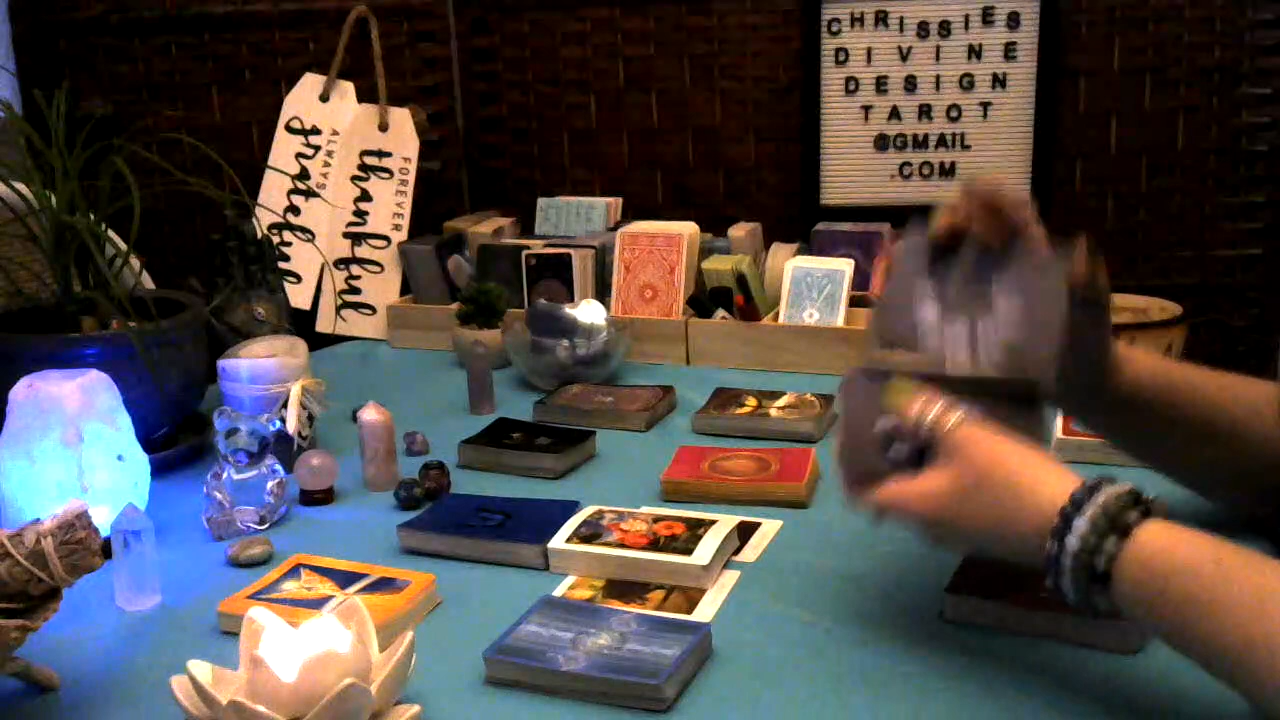 ALWAYS
grateful
FOREVER
thankful
CHRISSIES
DIVINE
DESIGN
TAROT
@GMAIL
.COM